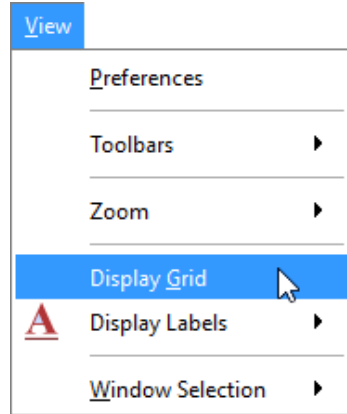 View
Preferences
Toolbars
Zoom
Display Grid
A
Display Labels
Window Selection